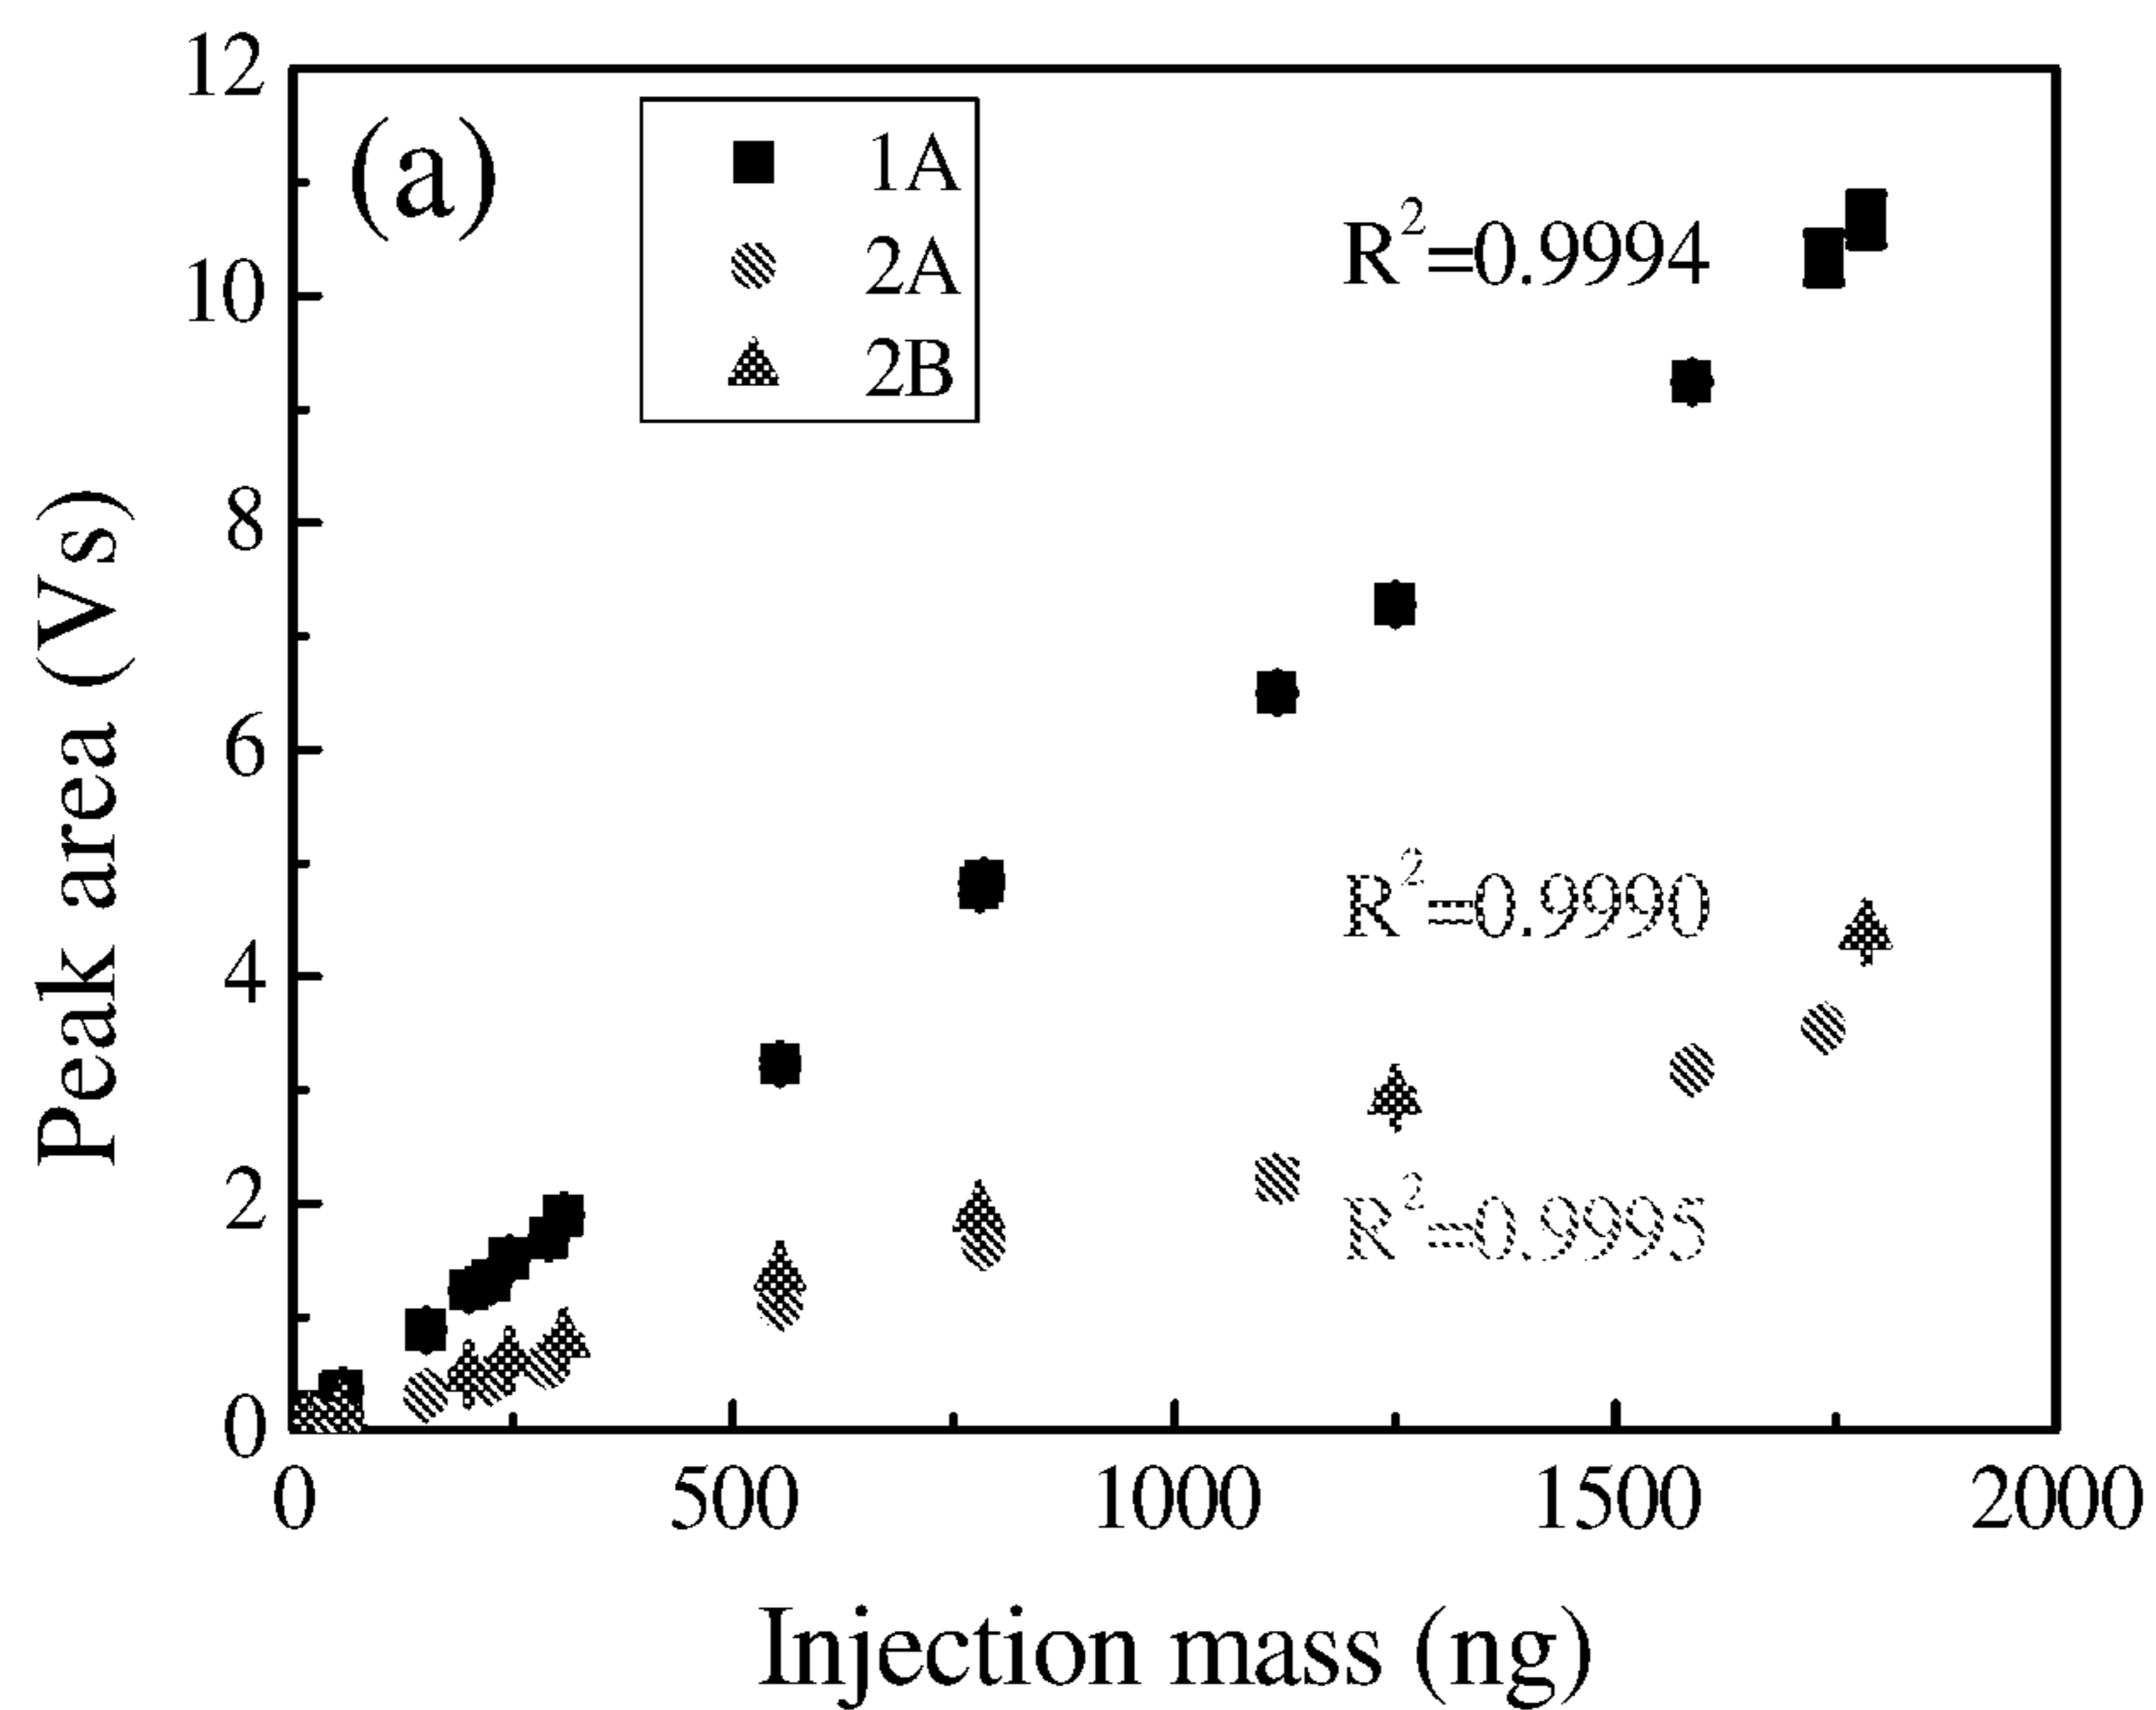 12
(a)
1A
2A
2B
R²=0.9994
10
8
6
R²=0.9990
4
2
R²=0.9995
0
0 500 1000 1500 2000
Peak area (Vs)
Injection mass (ng)